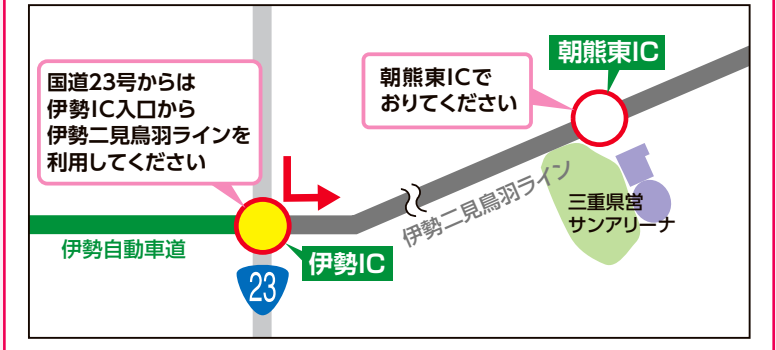 朝熊東IC
国道23号からは
伊勢IC入口から
伊勢二見鳥羽ラインを
利用してください
朝熊東ICで
おりてください
伊勢二見鳥羽ライン
三重県営
サンアリーナ
伊勢自動車道
伊勢IC
23